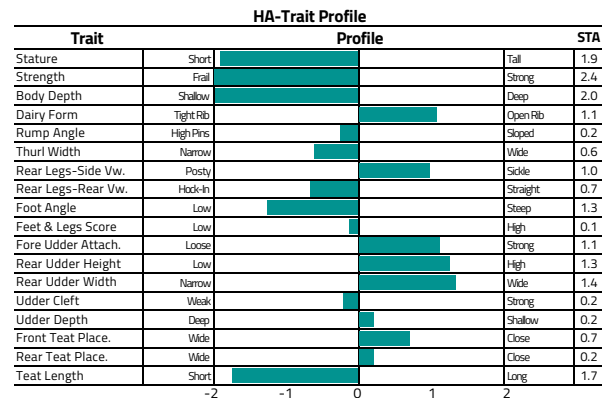 HA-Trait Profile
Trait Profile STA
Stature Short Tall 1.9
Strength Frail Strong 2.4
Body Depth Shallow Deep 2.0
Dairy Form Tight Rib Open Rib 1.1
Rump Angle High Pins Sloped 0.2
Thurl Width Narrow Wide 0.6
Rear Legs-Side Vw. Posty Sickle 1.0
Rear Legs-Rear Vw. Hock-In Straight 0.7
Foot Angle Low Steep 1.3
Feet & Legs Score Low High 0.1
Fore Udder Attach. Loose Strong 1.1
Rear Udder Height Low High 1.3
Rear Udder Width Narrow Wide 1.4
Udder Cleft Weak Strong 0.2
Udder Depth Deep Shallow 0.2
Front Teat Place. Wide Close 0.7
Rear Teat Place. Wide Close 0.2
Teat Length Short Long 1.7
-2 -1 0 1 2